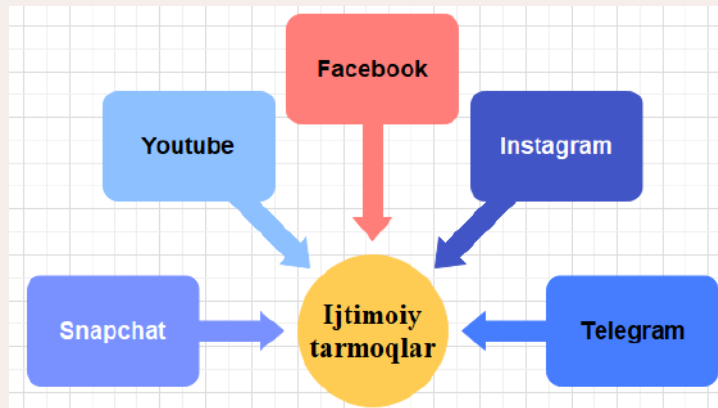 Facebook
Youtube
Instagram
Snapchat
Ijtimoiy
tarmoqlar
Telegram